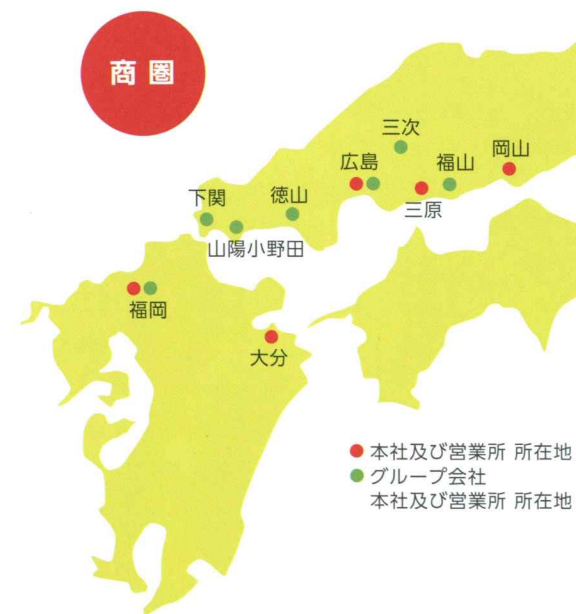 商圏
三次
岡山
広島
福山
下関
徳山
三原
山陽小野田
福岡
大分
本社及び営業所 所在地
グループ会社
本社及び営業所 所在地